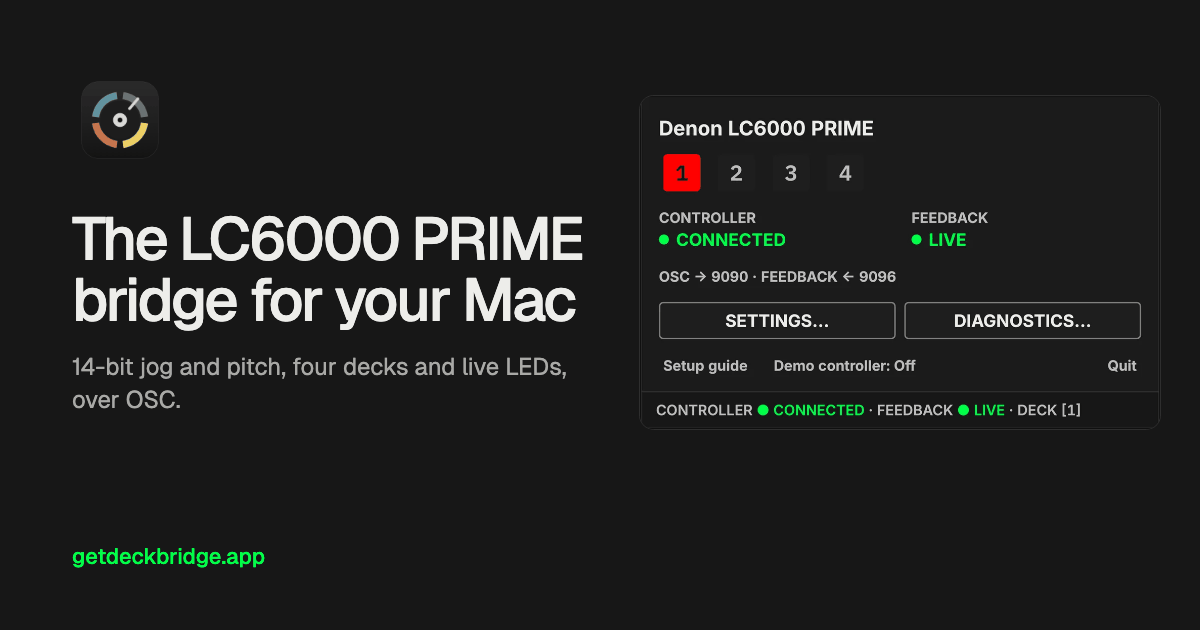 The LC6000 PRIME
bridge for your Mac
14-bit jog and pitch, four decks and live LEDs,
over OSC.
getdeckbridge.app
Denon LC6000 PRIME
1 2 3 4
CONTROLLER FEEDBACK
CONNECTED LIVE
OSC → 9090 · FEEDBACK ← 9096
SETTINGS... DIAGNOSTICS...
Setup guide Demo controller: Off Quit
CONTROLLER ● CONNECTED · FEEDBACK ● LIVE · DECK [1]